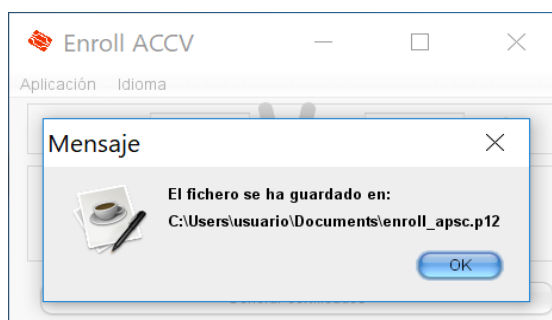 Enroll ACCV
Aplicación Idioma
Mensaje
El fichero se ha guardado en:
C:\Users\usuario\Documents\enroll_apsc.p12
OK